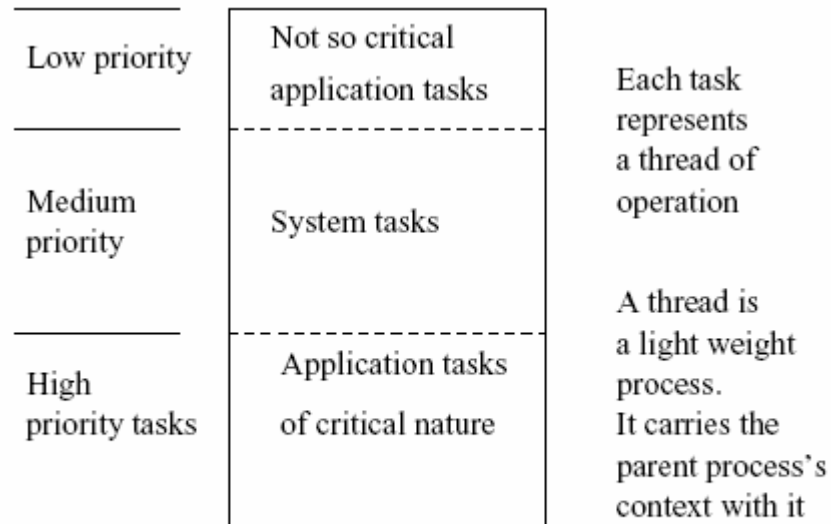 Low priority
Not so critical
application tasks
Medium
priority
System tasks
High
priority tasks
Application tasks
of critical nature
Each task
represents
a thread of
operation
A thread is
a light weight
process.
It carries the
parent process’s
context with it